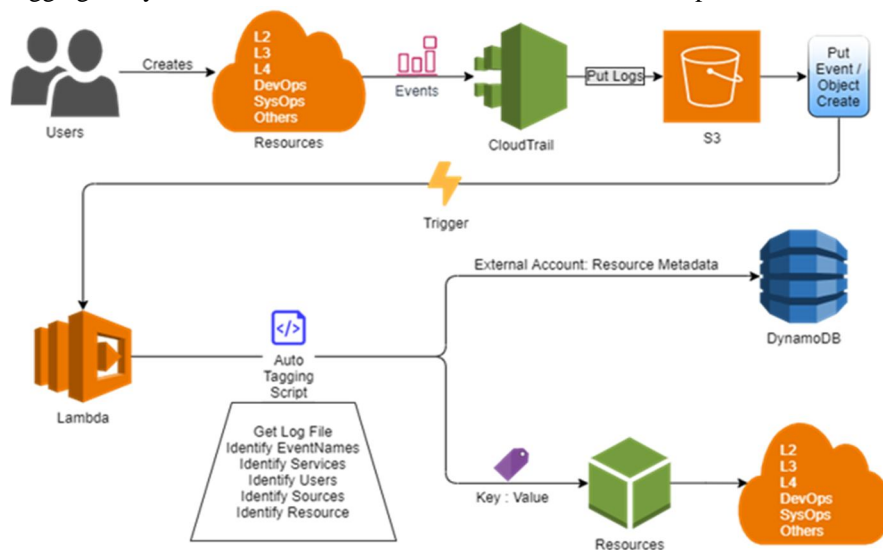 L2
L3
L4
DevOps
SysOps
Others
Creates
Users
Resources
Events
CloudTrail
Put Logs
S3
Put
Event /
Object
Create
Trigger
External Account: Resource Metadata
DynamoDB
Lambda
Auto
Tagging
Script
Get Log File
Identify EventNames
Identify Services
Identify Users
Identify Sources
Identify Resource
Key : Value
Resources
L2
L3
L4
DevOps
SysOps
Others